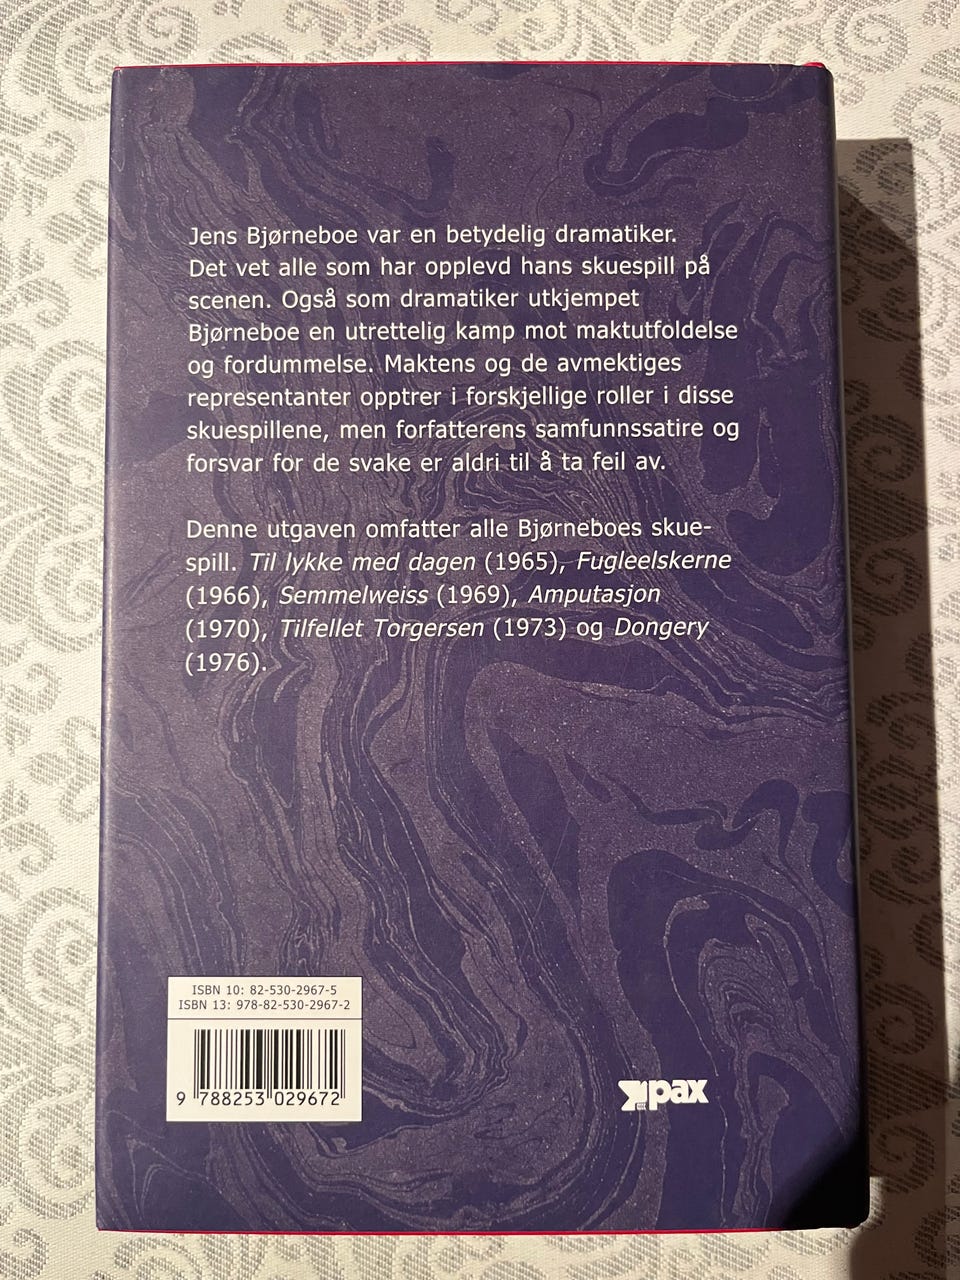 Jens Bjørneboe var en betydelig dramatiker.
Det vet alle som har opplevd hans skuespill på
scenen. Også som dramatiker utkjempet
Bjørneboe en utrettelig kamp mot maktutfoldelse
og fordummelse. Maktens og de avmektiges
representanter opptrer i forskjellige roller i disse
skuespillene, men forfatterens samfunnssatire og
forsvar for de svake er aldri til å ta feil av.
Denne utgaven omfatter alle Bjørneboes skue-
spill. Til lykke med dagen (1965), Fugleelskerne
(1966), Semmelweiss (1969), Amputasjon
(1970), Tilfellet Torgersen (1973) og Dongery
(1976).
ISBN 10: 82-530-2967-5
ISBN 13: 978-82-530-2967-2
9 788253 029672
pax